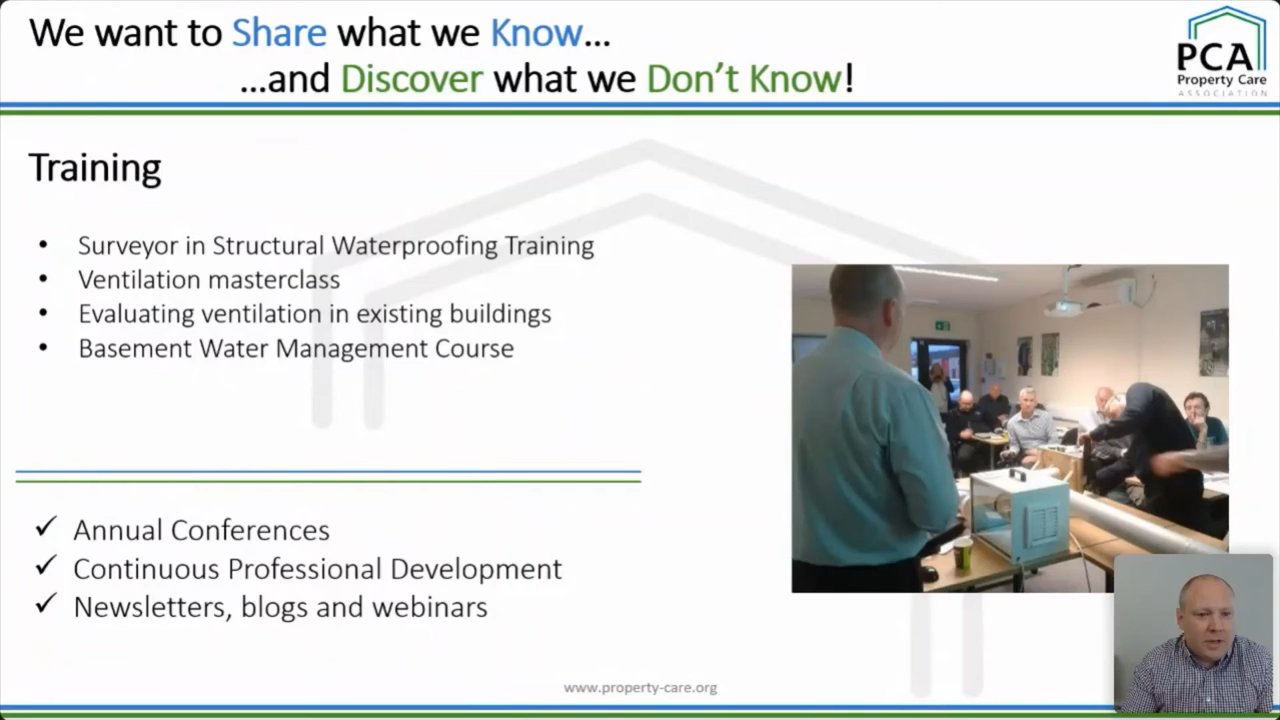 We want to Share what we Know...
...and Discover what we Don't Know!
PCA
Property Care
ASSOCIATION
Training
• Surveyor in Structural Waterproofing Training
• Ventilation masterclass
• Evaluating ventilation in existing buildings
• Basement Water Management Course
✓ Annual Conferences
✓ Continuous Professional Development
✓ Newsletters, blogs and webinars
www.property-care.org